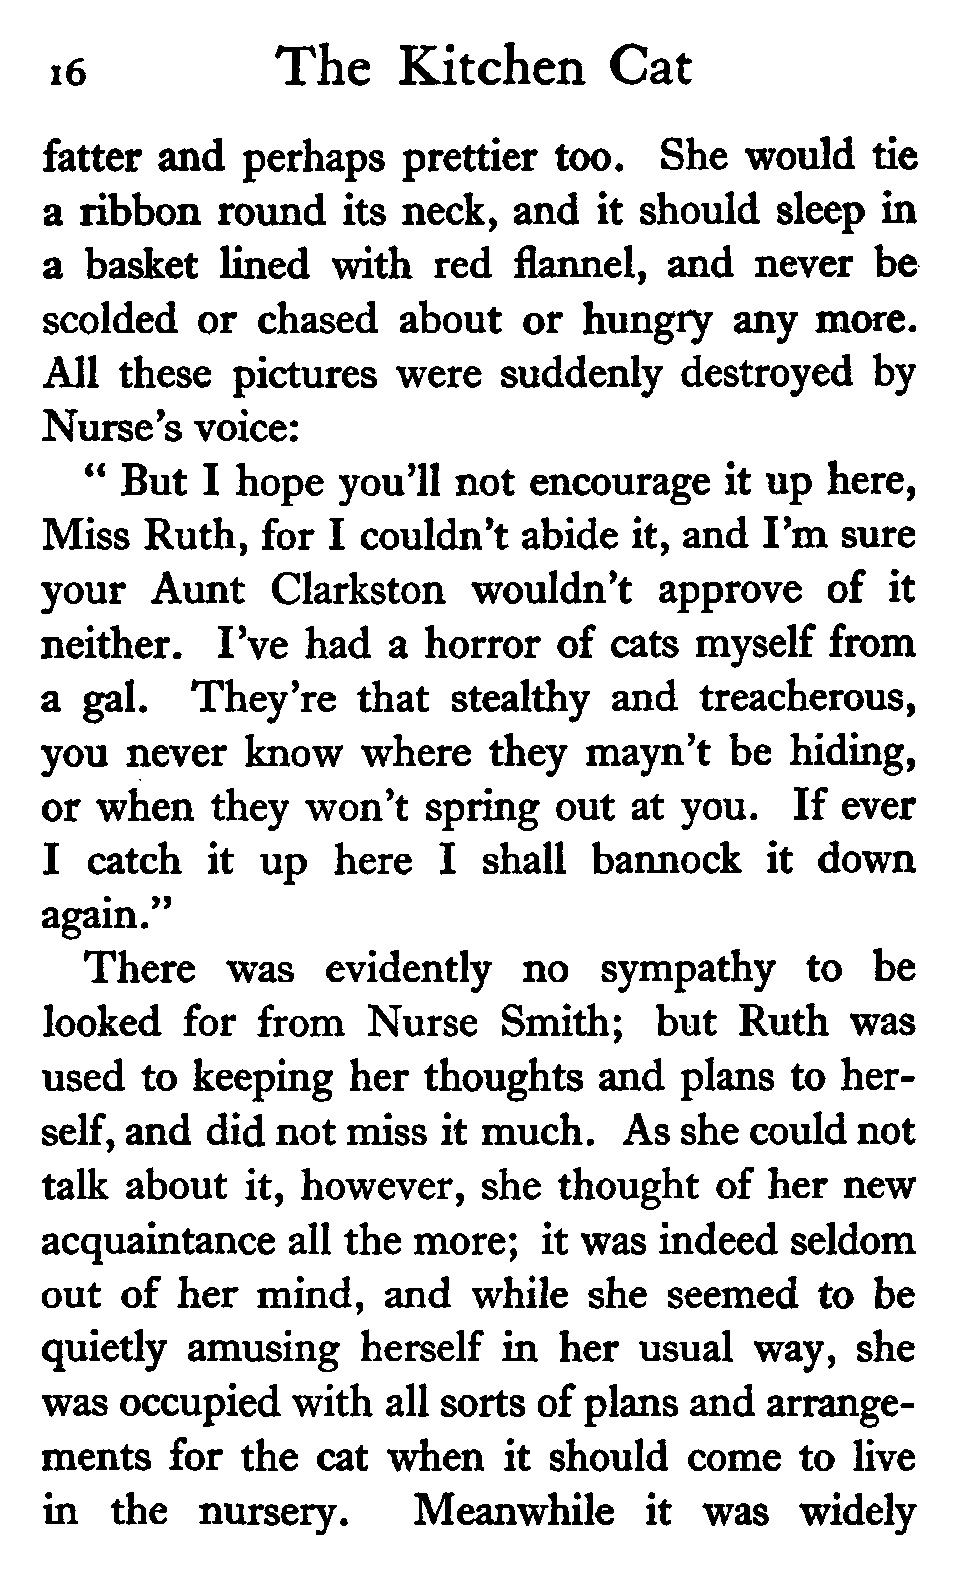 16 The Kitchen Cat
fatter and perhaps prettier too. She would tie
a ribbon round its neck, and it should sleep in
a basket lined with red flannel, and never be
scolded or chased about or hungry any more.
All these pictures were suddenly destroyed by
Nurse's voice:
" But I hope you'll not encourage it up here,
Miss Ruth, for I couldn't abide it, and I'm sure
your Aunt Clarkston wouldn't approve of it
neither. I've had a horror of cats myself from
a gal. They're that stealthy and treacherous,
you never know where they mayn't be hiding,
or when they won't spring out at you. If ever
I catch it up here I shall bannock it down
again."
There was evidently no sympathy to be
looked for from Nurse Smith; but Ruth was
used to keeping her thoughts and plans to her-
self, and did not miss it much. As she could not
talk about it, however, she thought of her new
acquaintance all the more; it was indeed seldom
out of her mind, and while she seemed to be
quietly amusing herself in her usual way, she
was occupied with all sorts of plans and arrange-
ments for the cat when it should come to live
in the nursery. Meanwhile it was widely